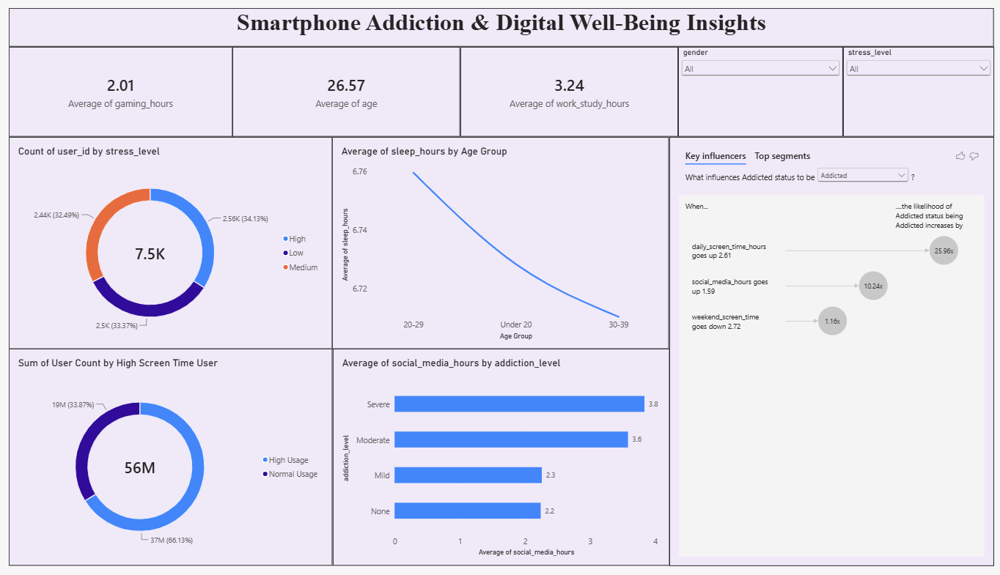 Smartphone Addiction & Digital Well-Being Insights
2.01
Average of gaming_hours
26.57
Average of age
3.24
Average of work_study_hours
gender
All
stress_level
All
Count of user_id by stress_level
2.44K (32.49%)
2.56K (34.13%)
7.5K
2.5K (33.37%)
High
Low
Medium
Average of sleep_hours by Age Group
Average of sleep_hours
6.76
6.74
6.72
20-29
Under 20
30-39
Age Group
Key influencers
Top segments
What influences Addicted status to be
Addicted
?
When...
....the likelihood of
Addicted status being
Addicted increases by
daily_screen_time_hours
goes up 2.61
25.96x
social_media_hours goes
up 1.59
10.24x
weekend_screen_time
goes down 2.72
1.16x
Sum of User Count by High Screen Time User
19M (33.87%)
56M
37M (66.13%)
High Usage
Normal Usage
Average of social_media_hours by addiction_level
addiction_level
Severe
3.8
Moderate
3.6
Mild
2.3
None
2.2
0
1
2
3
4
Average of social_media_hours